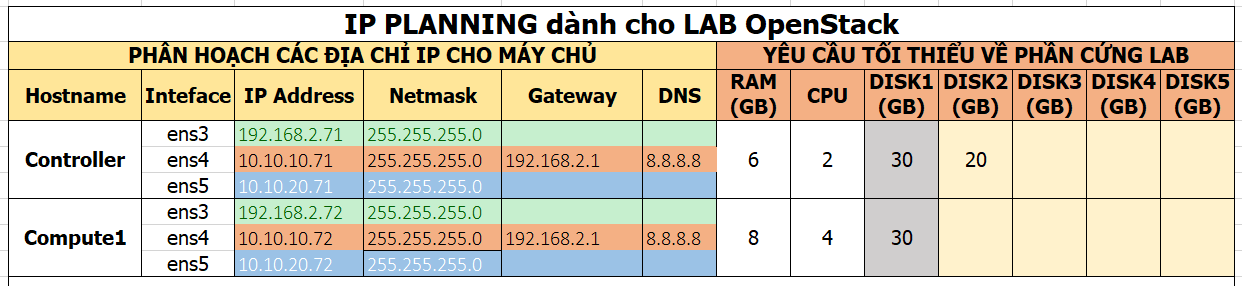 IP PLANNING dành cho LAB OpenStack
PHÂN HOẠCH CÁC ĐỊA CHỈ IP CHO MÁY CHỦ YÊU CẦU TỐI THIỂU VỀ PHẦN CỨNG LAB
Hostname Inteface IP Address Netmask Gateway DNS RAM (GB) CPU DISK1 (GB) DISK2 (GB) DISK3 (GB) DISK4 (GB) DISK5 (GB)
ens3 192.168.2.71 255.255.255.0
Controller ens4 10.10.10.71 255.255.255.0 192.168.2.1 8.8.8.8 6 2 30 20
ens5 10.10.20.71 255.255.255.0
ens3 192.168.2.72 255.255.255.0
Compute1 ens4 10.10.10.72 255.255.255.0 192.168.2.1 8.8.8.8 8 4 30
ens5 10.10.20.72 255.255.255.0